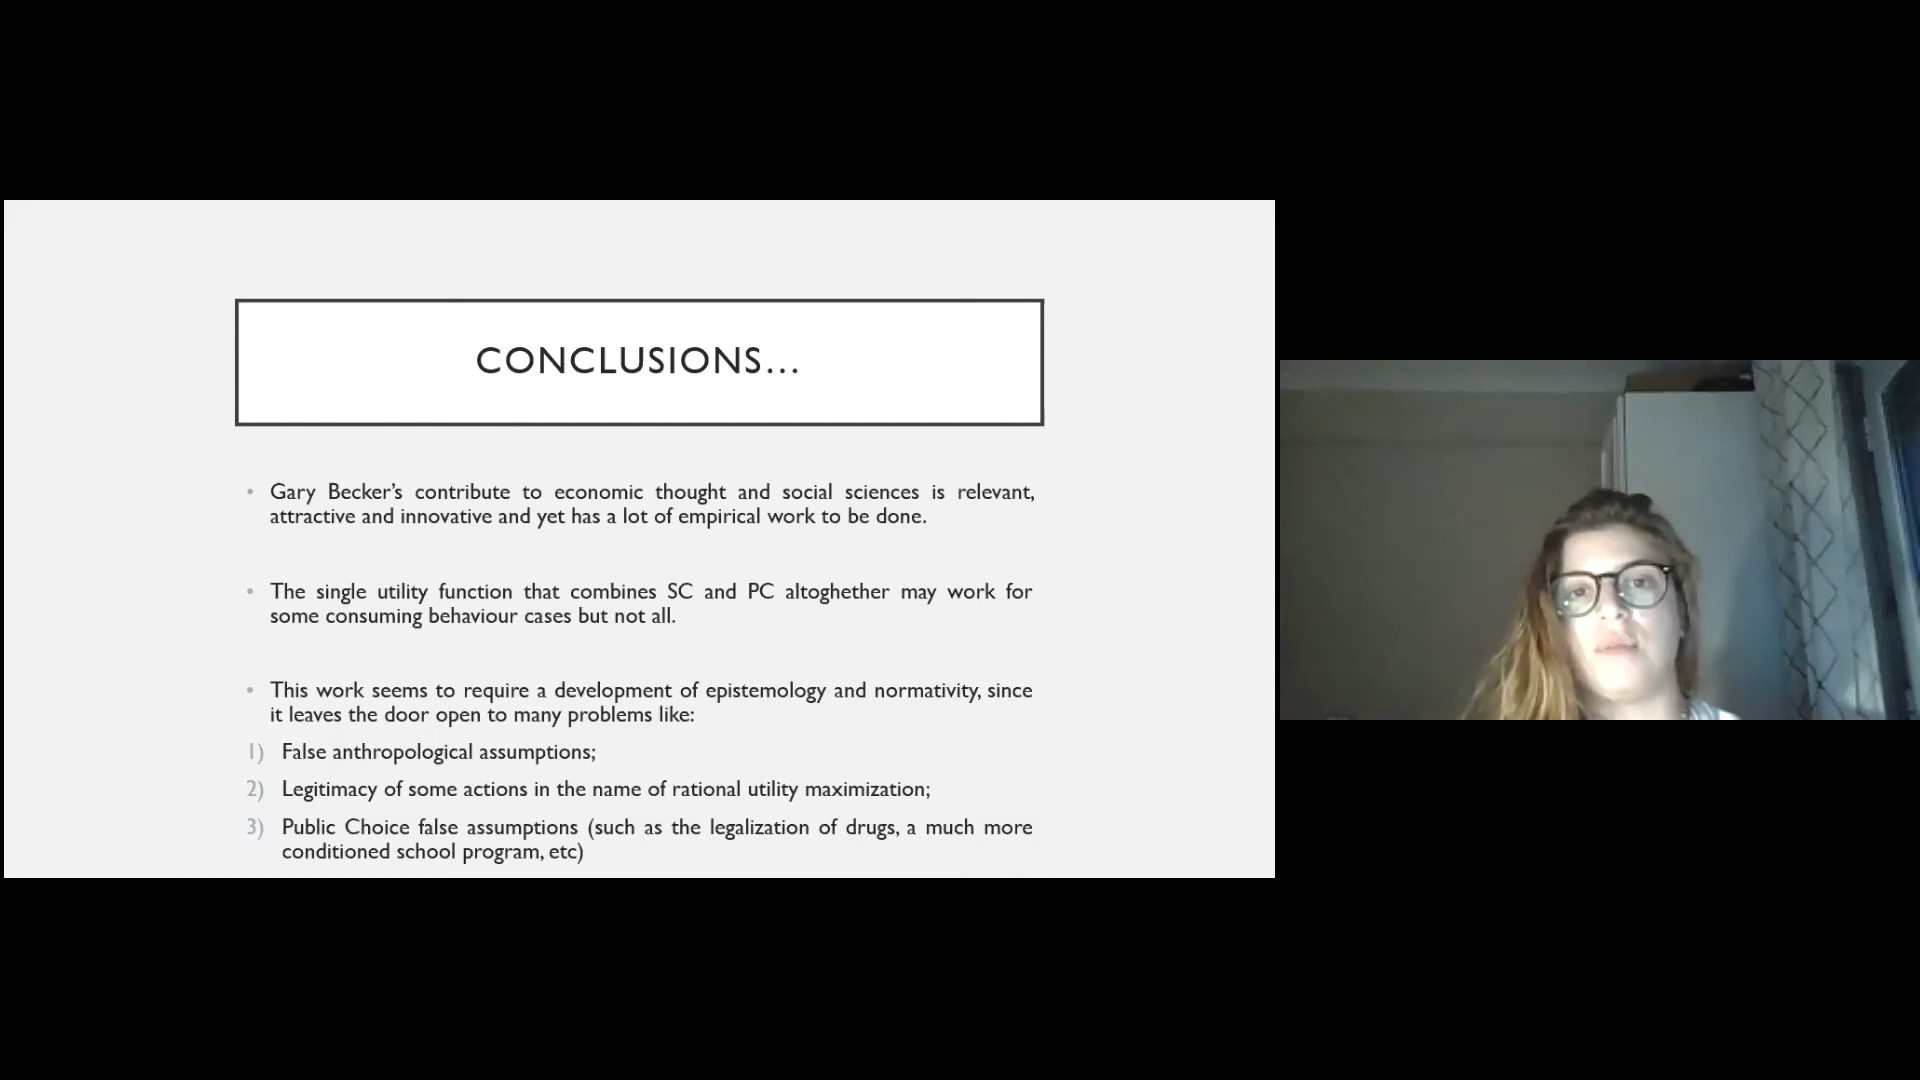 CONCLUSIONS...
• Gary Becker's contribute to economic thought and social sciences is relevant,
attractive and innovative and yet has a lot of empirical work to be done.
• The single utility function that combines SC and PC altoghether may work for
some consuming behaviour cases but not all.
• This work seems to require a development of epistemology and normativity, since
it leaves the door open to many problems like:
1) False anthropological assumptions;
2) Legitimacy of some actions in the name of rational utility maximization;
3) Public Choice false assumptions (such as the legalization of drugs, a much more
conditioned school program, etc)